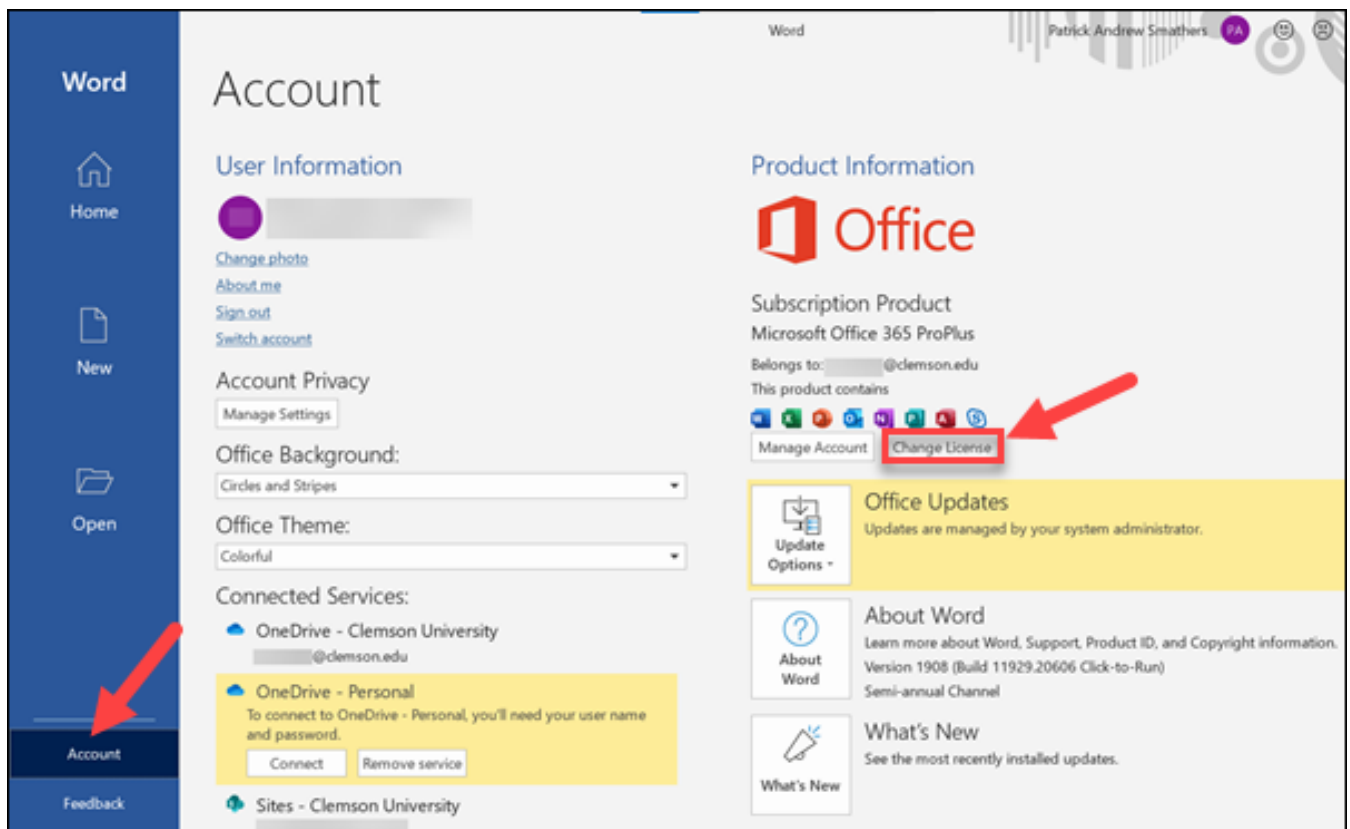 Word
Patrick Andrew Smathers
PA
Word
Home
New
Open
Account
Feedback
Account
User Information
Change photo
About me
Sign out
Switch account
Account Privacy
Manage Settings
Office Background:
Circles and Stripes
Office Theme:
Colorful
Connected Services:
OneDrive - Clemson University
@clemson.edu
OneDrive - Personal
To connect to OneDrive - Personal, you'll need your user name
and password.
Connect
Remove service
Sites - Clemson University
Product Information
Office
Subscription Product
Microsoft Office 365 ProPlus
Belongs to: @clemson.edu
This product contains
Manage Account
Change License
Update
Options
Office Updates
Updates are managed by your system administrator.
About
Word
About Word
Learn more about Word, Support, Product ID, and Copyright information.
Version 1908 (Build 11929.20606 Click-to-Run)
Semi-annual Channel
What's New
What's New
See the most recently installed updates.